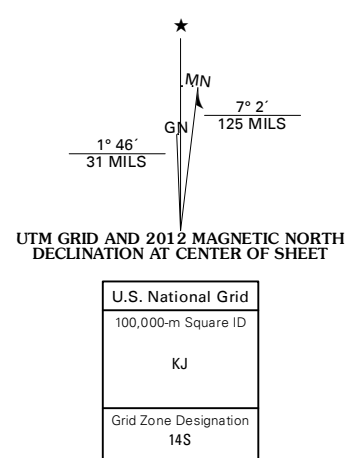 ★
MN
GN
7° 2´
125 MILS
1° 46´
31 MILS
UTM GRID AND 2012 MAGNETIC NORTH
DECLINATION AT CENTER OF SHEET
U.S. National Grid
100,000-m Square ID
KJ
Grid Zone Designation
14S